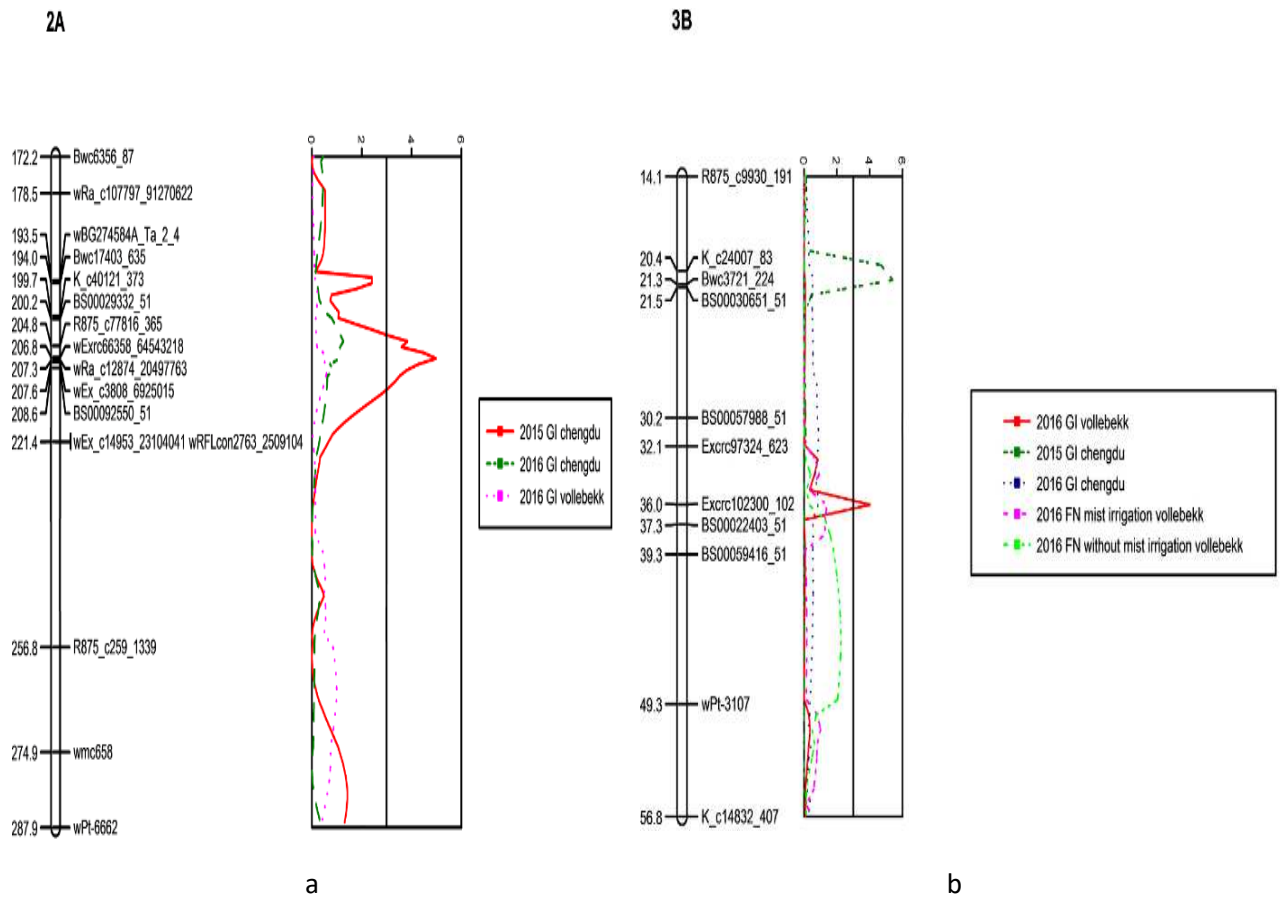 2A
0 2 4 6
172.2 Bwc6356_87
178.5 wRa_c107797_91270622
193.5 wBG274584A_Ta_2_4
194.0 Bwc17403_635
199.7 K_c40121_373
200.2 BS00029332_51
204.8 R875_c77816_365
206.8 wExrc66358_64543218
207.3 wRa_c12874_20497763
207.6 wEx_c3808_6925015
208.6 BS00092550_51
221.4 wEx_c14953_23104041 wRFLcon2763_2509104
256.8 R875_c259_1339
274.9 wmc658
287.9 wPt-6662
2015 GI chengdu
2016 GI chengdu
2016 GI vollebekk
a
3B
0 2 4 6
14.1 R875_c9930_191
20.4 K_c24007_83
21.3 Bwc3721_224
21.5 BS00030651_51
30.2 BS00057988_51
32.1 Excrc97324_623
36.0 Excrc102300_102
37.3 BS00022403_51
39.3 BS00059416_51
49.3 wPt-3107
56.8 K_c14832_407
2016 GI vollebekk
2015 GI chengdu
2016 GI chengdu
2016 FN mist irrigation vollebekk
2016 FN without mist irrigation vollebekk
b